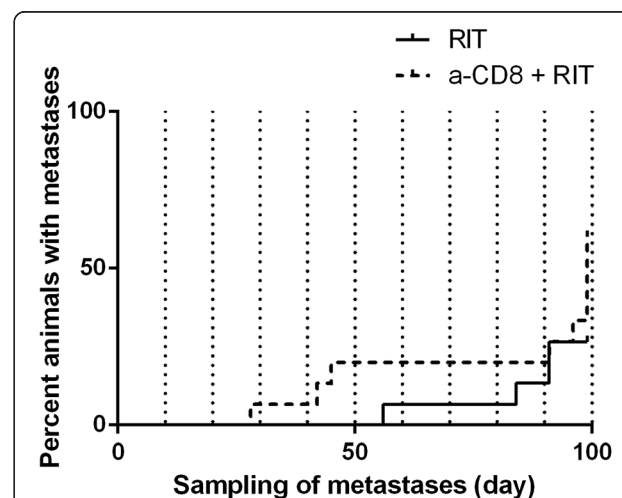 RIT
a-CD8 + RIT
Percent animals with metastases
100
50
0
0
50
100
Sampling of metastases (day)